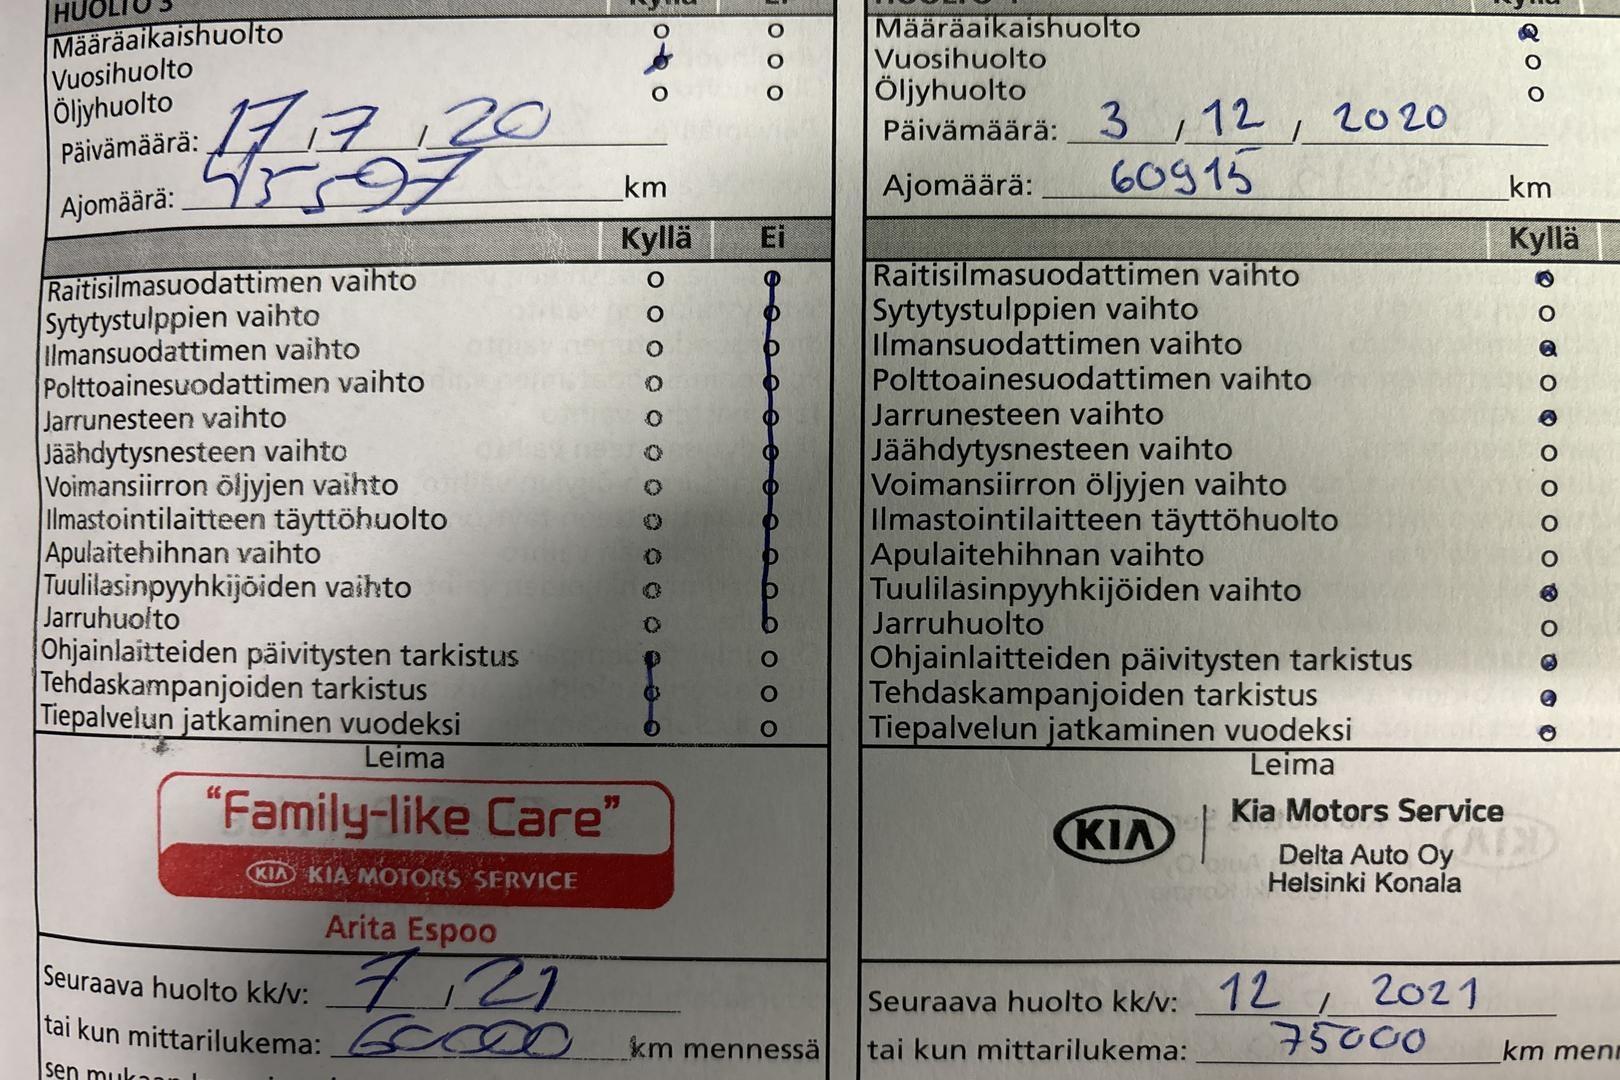 HUOLTO 3
Kyllä Ei
Määräaikaishuolto
Vuosihuolto
Öljyhuolto
Päivämäärä: 17 / 7 / 20
Ajomäärä: 45597 km
Kyllä Ei
Raitisilmasuodattimen vaihto
Sytytystulppien vaihto
Ilmansuodattimen vaihto
Polttoainesuodattimen vaihto
Jarrunesteen vaihto
Jäähdytysnesteen vaihto
Voimansiirron öljyjen vaihto
Ilmastointilaitteen täyttöhuolto
Apulaitehihnan vaihto
Tuulilasinpyyhkijöiden vaihto
Jarruhuolto
Ohjainlaitteiden päivitysten tarkistus
Tehdaskampanjoiden tarkistus
Tiepalvelun jatkaminen vuodeksi
Leima
"Family-like Care"
KIA KIA MOTORS SERVICE
Arita Espoo
Seuraava huolto kk/v: 7 / 21
tai kun mittarilukema: 60000 km mennessä
sen mukaan
Kyllä
Määräaikaishuolto
Vuosihuolto
Öljyhuolto
Päivämäärä: 3 / 12 / 2020
Ajomäärä: 60915 km
Kyllä
Raitisilmasuodattimen vaihto
Sytytystulppien vaihto
Ilmansuodattimen vaihto
Polttoainesuodattimen vaihto
Jarrunesteen vaihto
Jäähdytysnesteen vaihto
Voimansiirron öljyjen vaihto
Ilmastointilaitteen täyttöhuolto
Apulaitehihnan vaihto
Tuulilasinpyyhkijöiden vaihto
Jarruhuolto
Ohjainlaitteiden päivitysten tarkistus
Tehdaskampanjoiden tarkistus
Tiepalvelun jatkaminen vuodeksi
Leima
KIA Kia Motors Service
Delta Auto Oy
Helsinki Konala
Seuraava huolto kk/v: 12 / 2021
tai kun mittarilukema: 75000 km menn